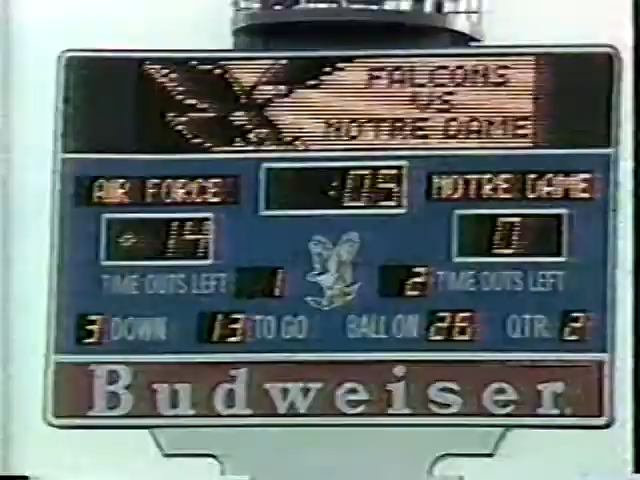 FALCONS
VS
NOTRE DAME
AIR FORCE :05 NOTRE DAME
14 0
TIME OUTS LEFT 1 2 TIME OUTS LEFT
3 DOWN 13 TO GO BALL ON 26 QTR. 2
Budweiser